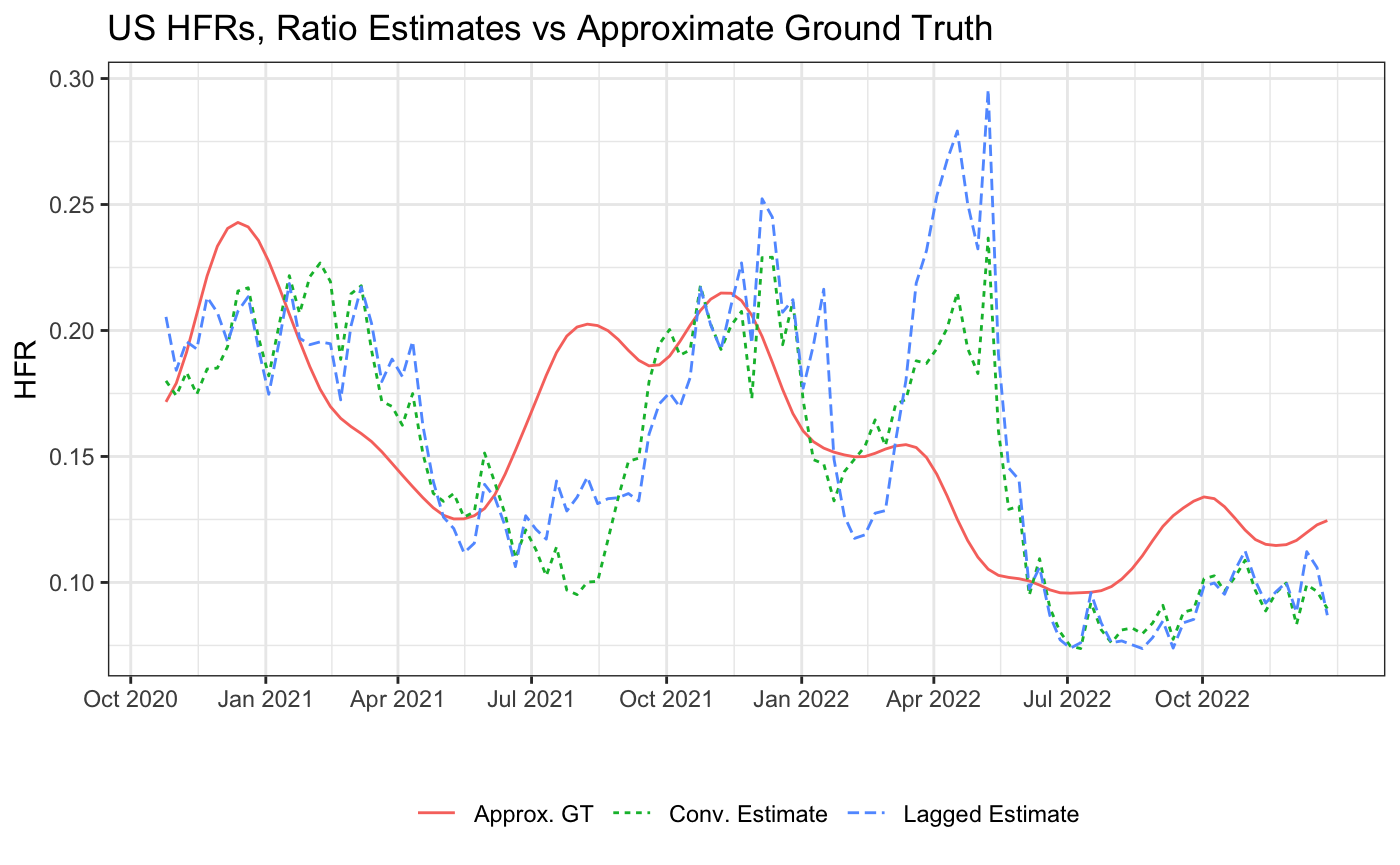 US HFRs, Ratio Estimates vs Approximate Ground Truth
0.30
0.25
0.20
0.15
0.10
HFR
Oct 2020 Jan 2021 Apr 2021 Jul 2021 Oct 2021 Jan 2022 Apr 2022 Jul 2022 Oct 2022
Approx. GT Conv. Estimate Lagged Estimate